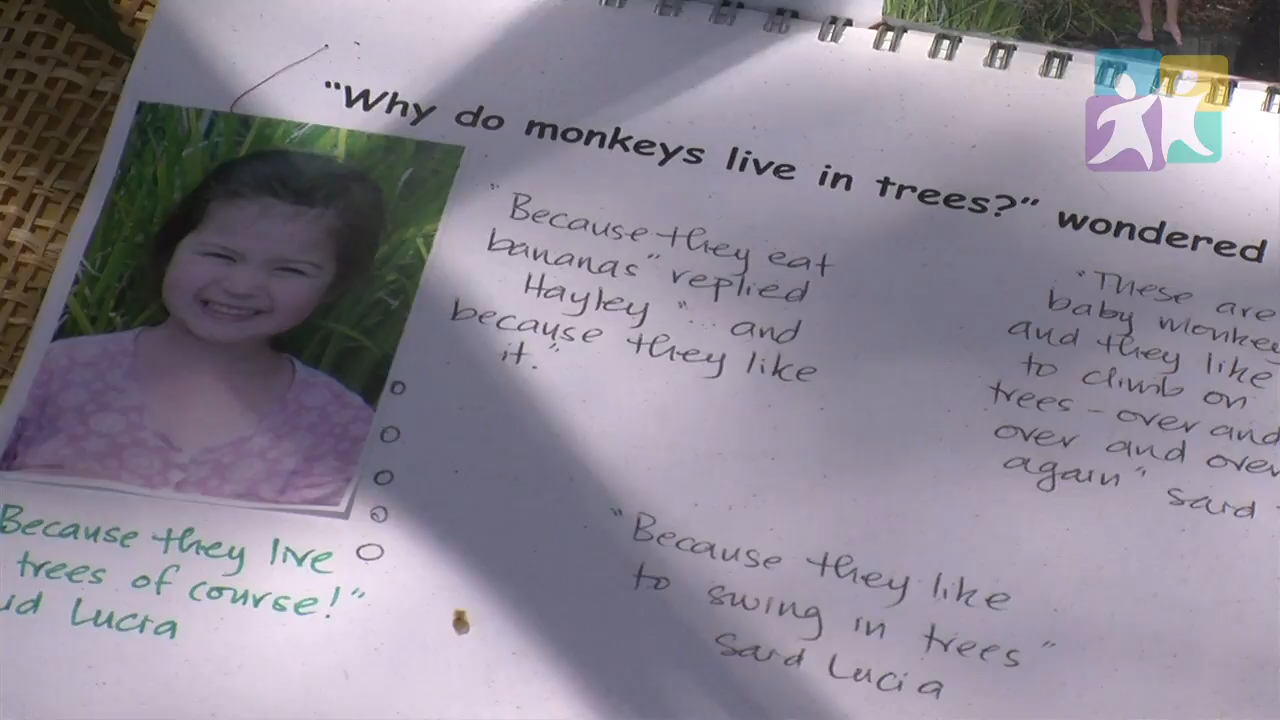 "Why do monkeys live in trees?" wondered
"Because they eat
bananas" replied
Hayley "... and
because they like
it."
"These are
baby monkey
and they like
to climb on
trees - over and
over and over
again" said
Because they live
trees of course!"
id Lucia
"Because they like
to swing in trees"
said Lucia